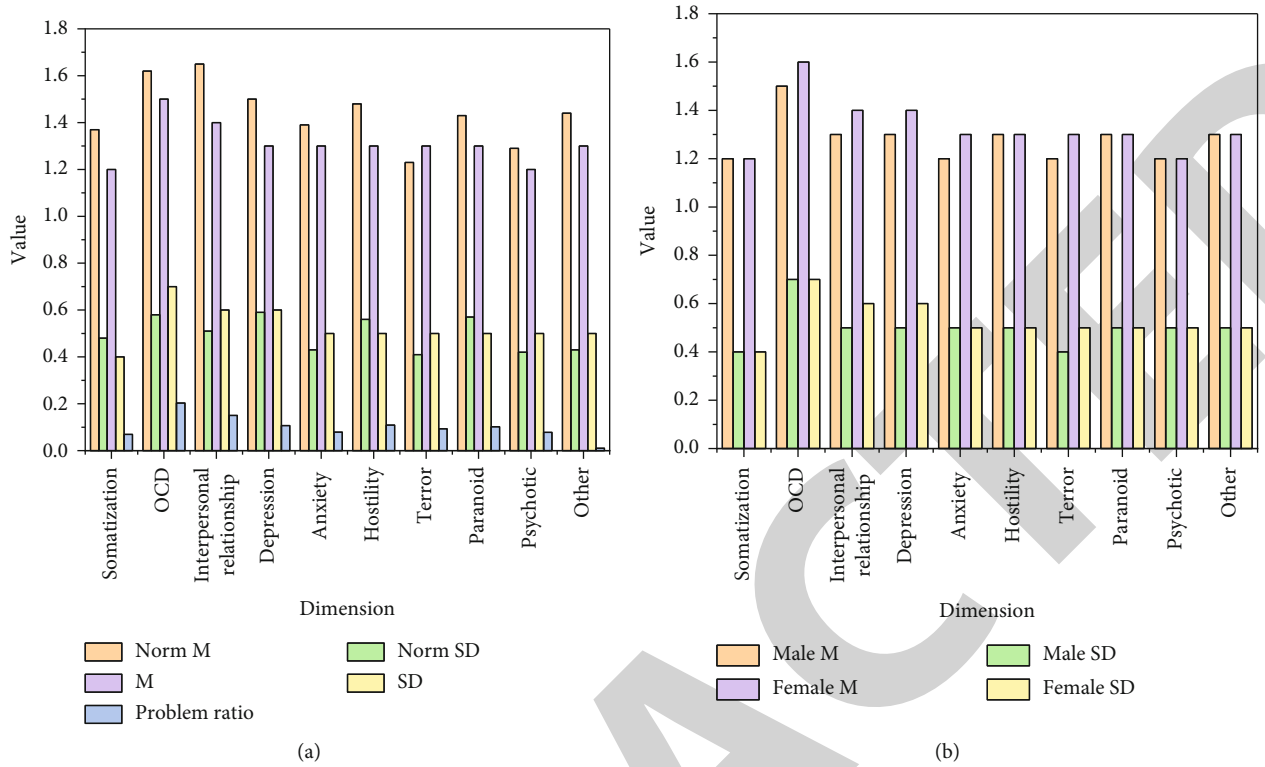 1.8
1.6
1.4
1.2
1.0
0.8
0.6
0.4
0.2
0.0
Value
Somatization
OCD
Interpersonal
relationship
Depression
Anxiety
Hostility
Terror
Paranoid
Psychotic
Other
Dimension
Norm M
Norm SD
M
SD
Problem ratio
(a)
1.8
1.6
1.4
1.2
1.0
0.8
0.6
0.4
0.2
0.0
Value
Somatization
OCD
Interpersonal
relationship
Depression
Anxiety
Hostility
Terror
Paranoid
Psychotic
Other
Dimension
Male M
Male SD
Female M
Female SD
(b)